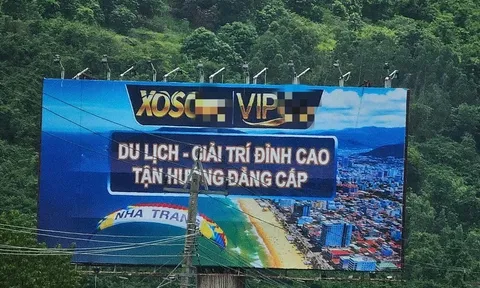 XOSO VIP
DU LỊCH - GIẢI TRÍ ĐỈNH CAO
TẬN HƯỞNG ĐẲNG CẤP
NHA TRANG